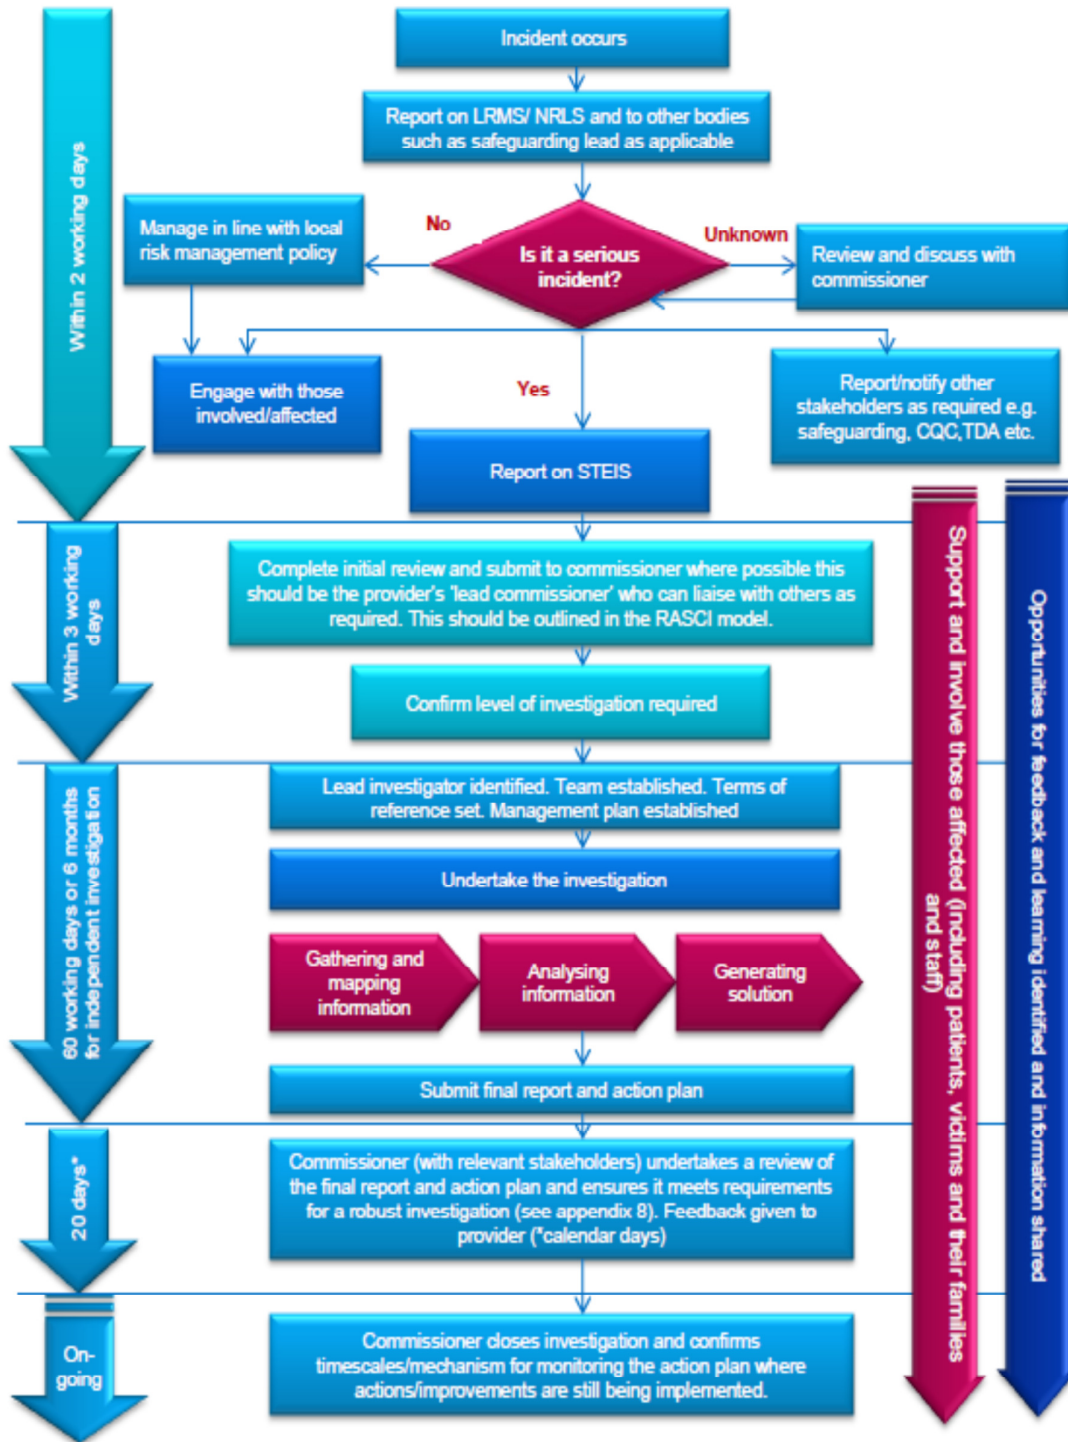 Incident occurs
Report on LRMS/ NRLS and to other bodies
such as safeguarding lead as applicable
Within 2 working days
No
Manage in line with local
risk management policy
Is it a serious
incident?
Unknown
Review and discuss with
commissioner
Engage with those
involved/affected
Yes
Report/notify other
stakeholders as required e.g.
safeguarding, CQC,TDA etc.
Report on STEIS
Within 3 working
days
Complete initial review and submit to commissioner where possible this
should be the provider's 'lead commissioner' who can liaise with others as
required. This should be outlined in the RASCI model.
Confirm level of investigation required
60 working days or 6 months
for independent investigation
Lead investigator identified. Team established. Terms of
reference set. Management plan established
Undertake the investigation
Gathering and
mapping
information
Analysing
information
Generating
solution
Submit final report and action plan
20 days*
Commissioner (with relevant stakeholders) undertakes a review of
the final report and action plan and ensures it meets requirements
for a robust investigation (see appendix 8). Feedback given to
provider (*calendar days)
On-
going
Commissioner closes investigation and confirms
timescales/mechanism for monitoring the action plan where
actions/improvements are still being implemented.
Support and involve those affected (including patients, victims and their families
and staff)
Opportunities for feedback and learning identified and information shared